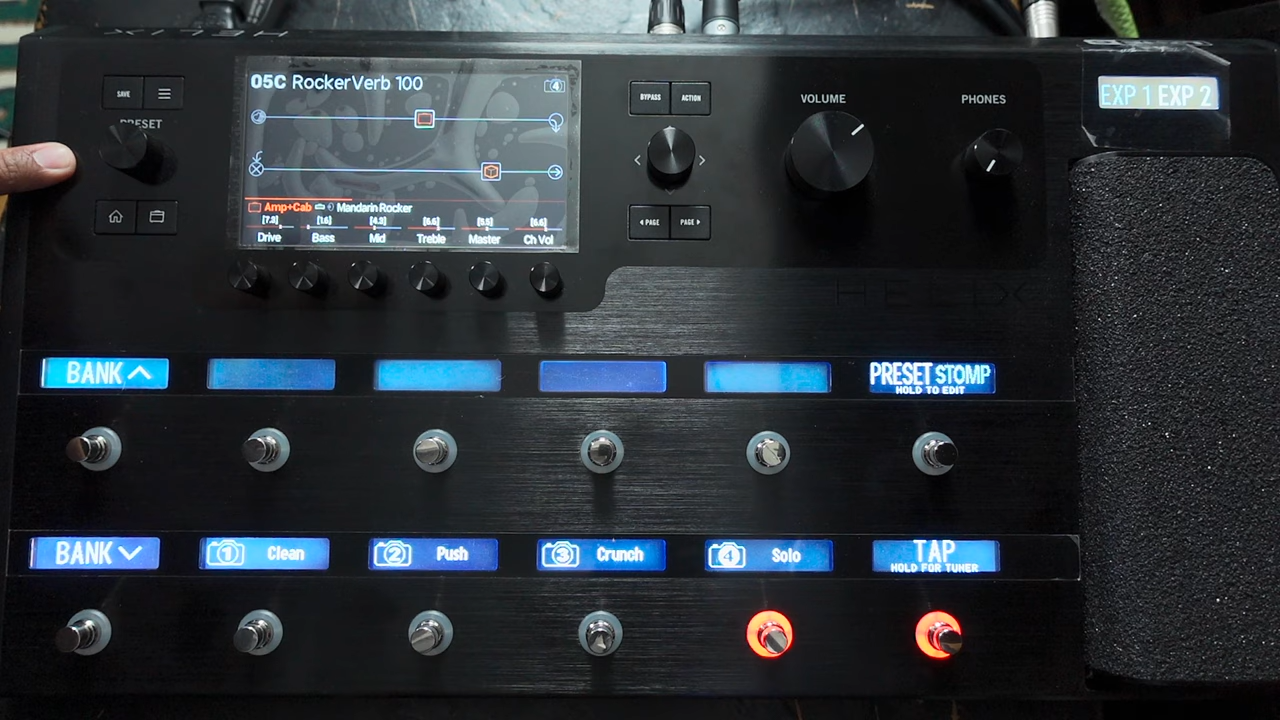 HELIX
SAVE
PRESET
05C RockerVerb 100
4
Amp+Cab Mandarin Rocker
[7.3] [1.6] [4.3] [6.6] [5.5] [6.6]
Drive Bass Mid Treble Master Ch Vol
BYPASS ACTION
PAGE PAGE
VOLUME
PHONES
EXP 1 EXP 2
HELIX
BANK
PRESET STOMP
HOLD TO EDIT
BANK
1 Clean
2 Push
3 Crunch
4 Solo
TAP
HOLD FOR TUNER